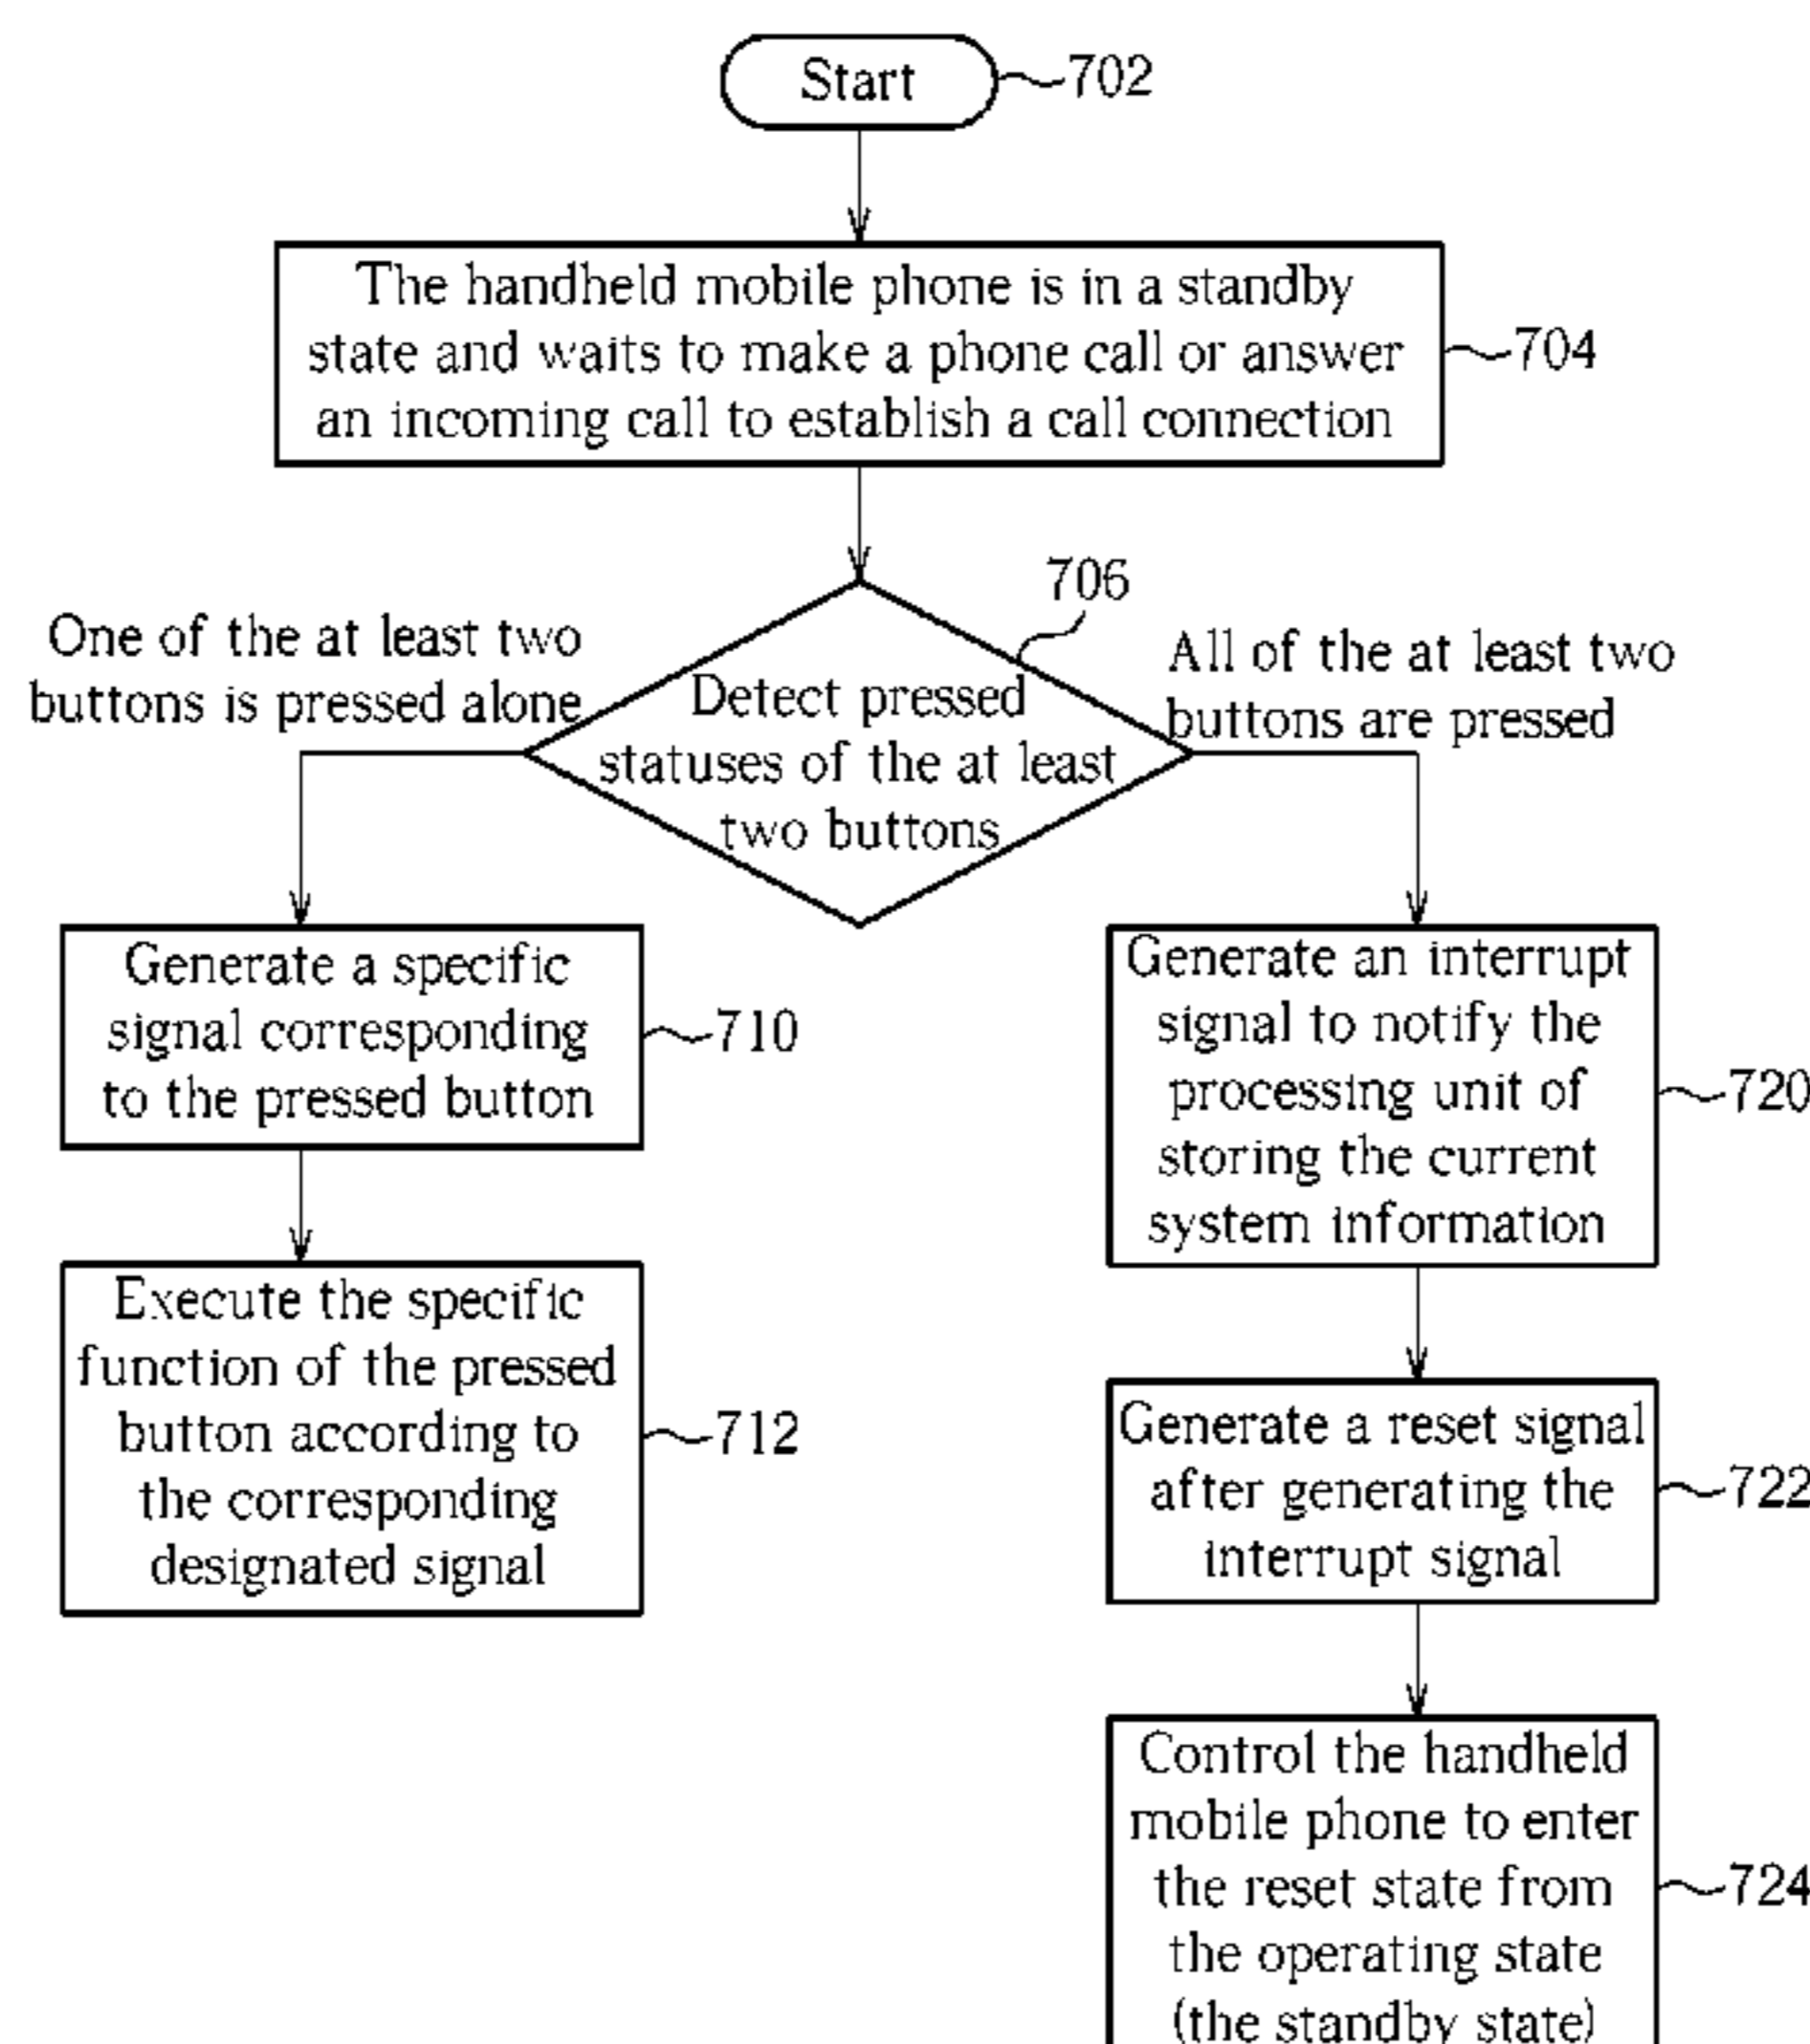 Start
702
The handheld mobile phone is in a standby
state and waits to make a phone call or answer
an incoming call to establish a call connection
704
706
One of the at least two
buttons is pressed alone
Detect pressed
statuses of the at least
two buttons
All of the at least two
buttons are pressed
Generate a specific
signal corresponding
to the pressed button
710
Execute the specific
function of the pressed
button according to
the corresponding
designated signal
712
Generate an interrupt
signal to notify the
processing unit of
storing the current
system information
720
Generate a reset signal
after generating the
interrupt signal
722
Control the handheld
mobile phone to enter
the reset state from
the operating state
(the standby state)
724